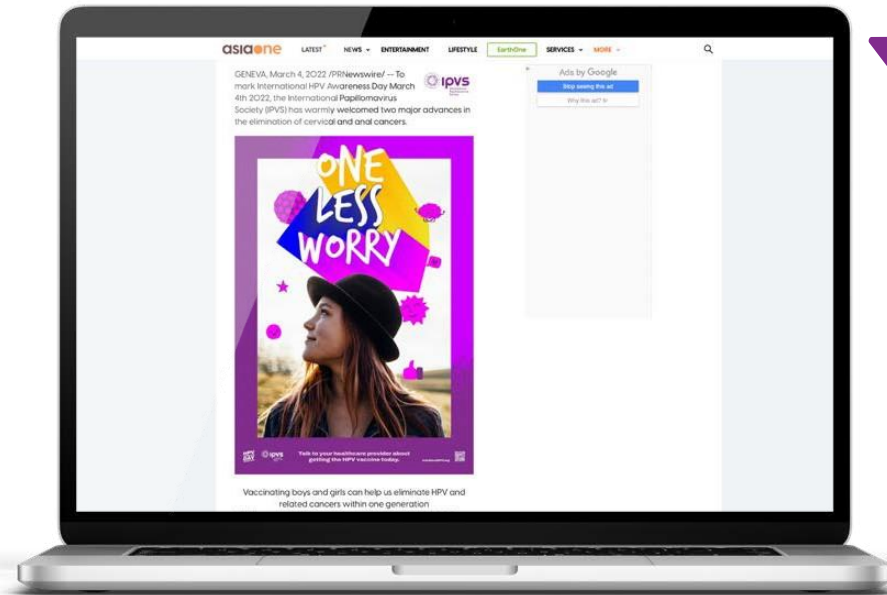 asiaone LATEST NEWS ENTERTAINMENT LIFESTYLE EarthOne SERVICES MORE
GENEVA, March 4, 2022 /PRNewswire/ -- To
mark International HPV Awareness Day March
4th 2022, the International Papillomavirus
Society (IPVS) has warmly welcomed two major advances in
the elimination of cervical and anal cancers.
IPVS
Ads by Google
Stop seeing this ad
Why this ad?
ONE
LESS
WORRY
HPV
DAY
IPVS
Talk to your healthcare provider about
getting the HPV vaccine today.
Vaccinating boys and girls can help us eliminate HPV and
related cancers within one generation